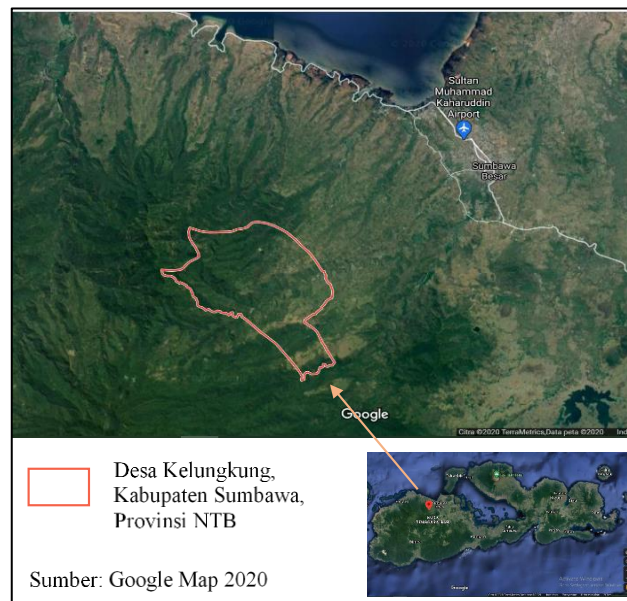 Sultan
Muhammad
Kaharuddin
Airport
Sumbawa
Besar
Google
Citra ©2020 TerraMetrics,Data peta ©2020
Desa Kelungkung,
Kabupaten Sumbawa,
Provinsi NTB
Sumber: Google Map 2020
Google